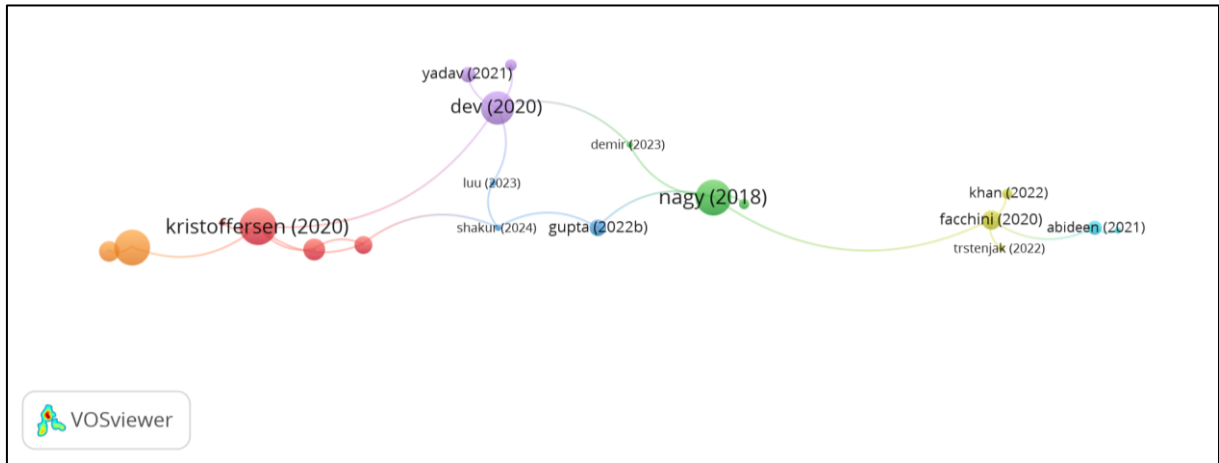 yadav (2021)
dev (2020)
demir (2023)
luu (2023)
nagy (2018)
khan (2022)
kristoffersen (2020)
shakur (2024)
gupta (2022b)
facchini (2020)
abideen (2021)
trstenjak (2022)
VOSviewer